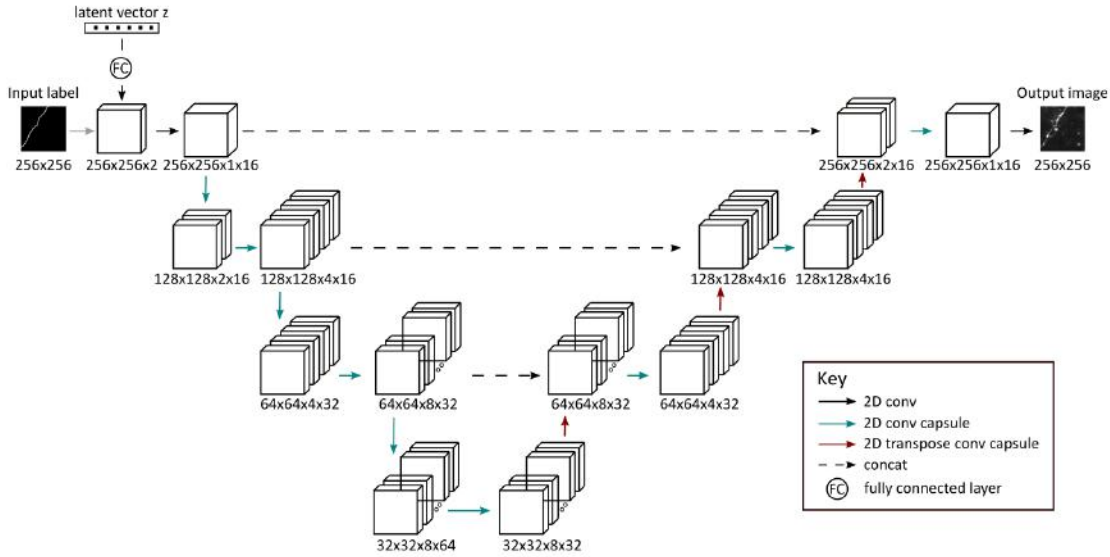 latent vector z
FC
Input label
Output image
256x256
256x256x2
256x256x1x16
256x256x2x16
256x256x1x16
256x256
128x128x2x16
128x128x4x16
128x128x4x16
128x128x4x16
64x64x4x32
64x64x8x32
64x64x8x32
64x64x4x32
32x32x8x64
32x32x8x32
Key
2D conv
2D conv capsule
2D transpose conv capsule
concat
FC fully connected layer